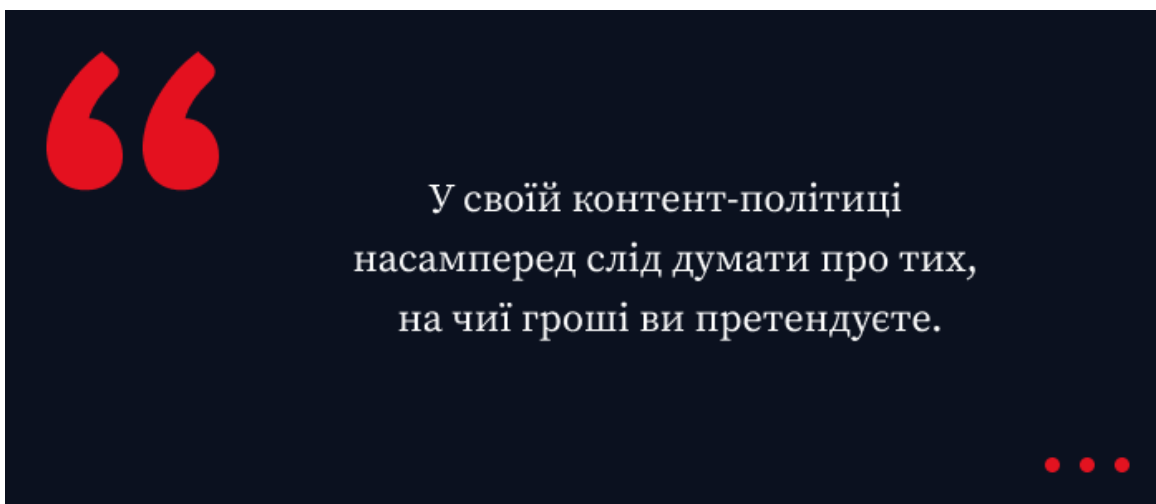 У своїй контент-політиці
насамперед слід думати про тих,
на чиї гроші ви претендуєте.